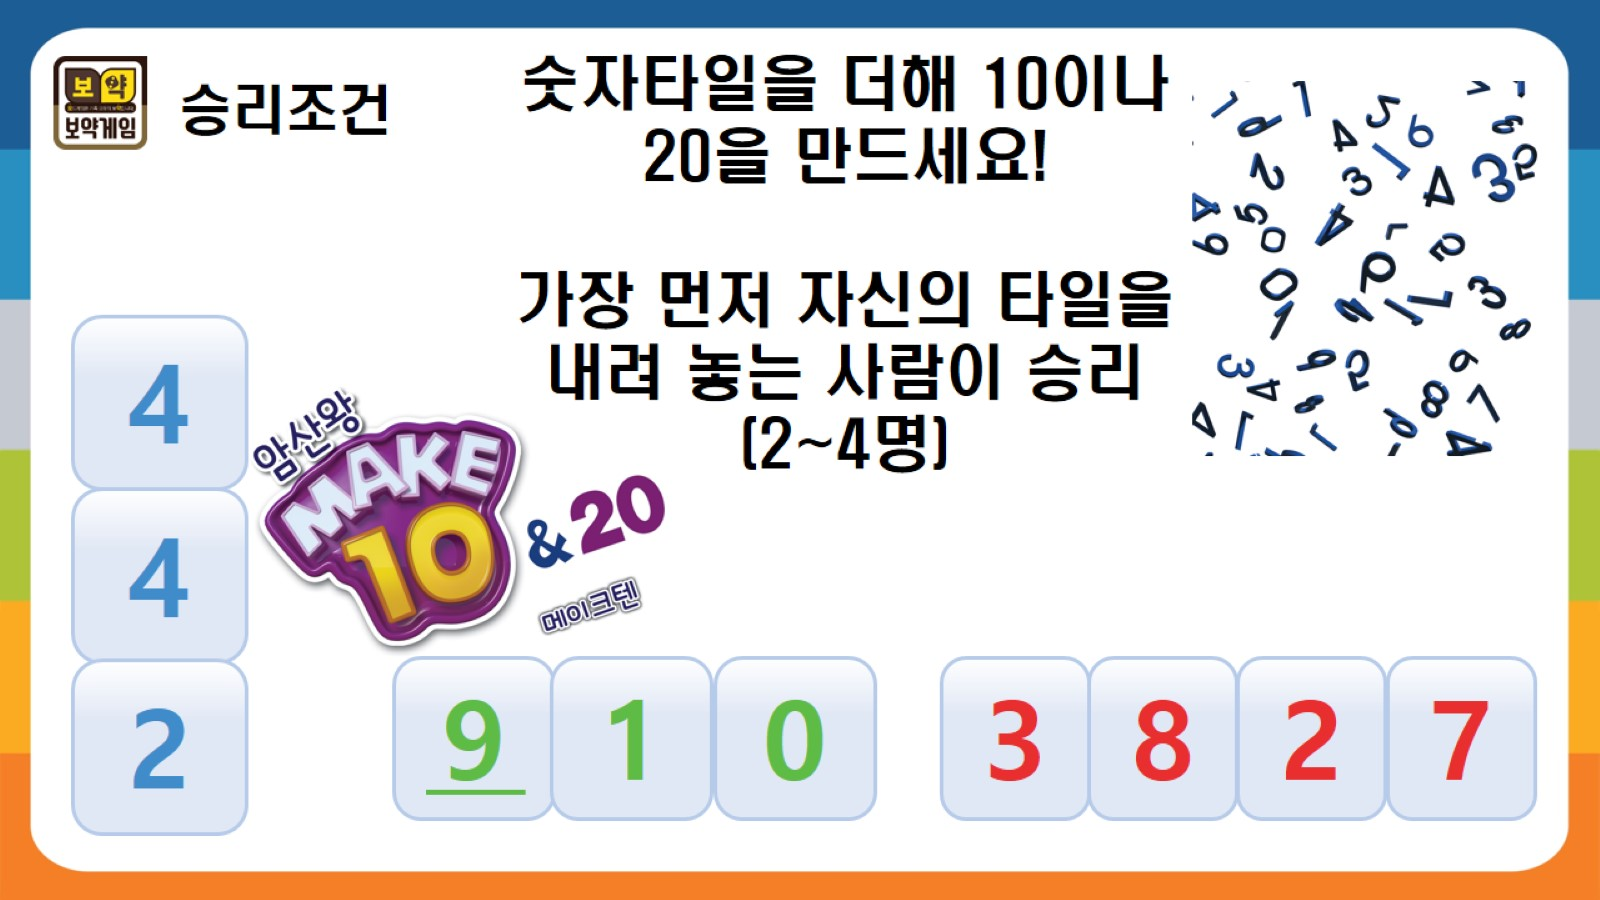 보약
보약게임
승리조건
숫자타일을 더해 10이나
20을 만드세요!
가장 먼저 자신의 타일을
내려 놓는 사람이 승리
(2~4명)
4
4
2
암산왕
MAKE
10
&20
메이크텐
9 1 0
3 8 2 7